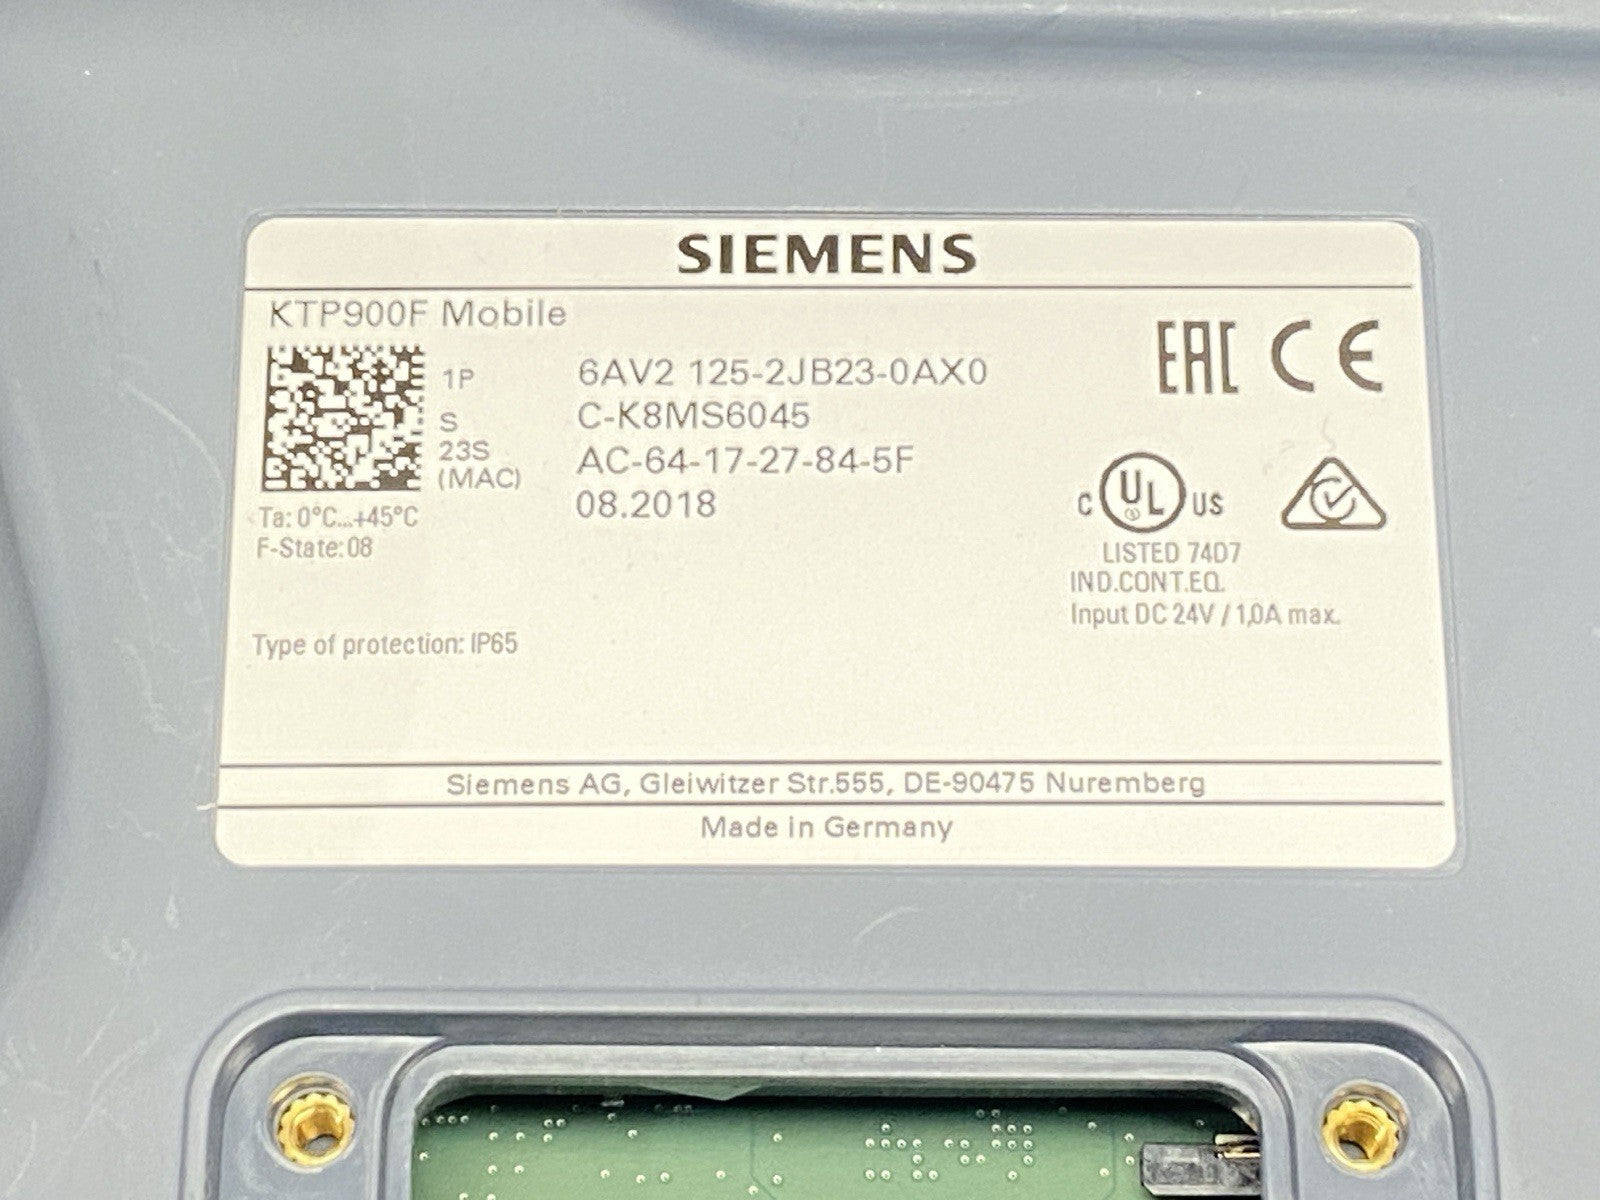 SIEMENS
KTP900F Mobile
1P 6AV2 125-2JB23-0AX0
S C-K8MS6045
23S AC-64-17-27-84-5F
(MAC)
08.2018
Ta: 0°C...+45°C
F-State: 08
Type of protection: IP65
EAC CE
C UL US
LISTED 74D7
IND.CONT.EQ.
Input DC 24V / 1,0A max.
Siemens AG, Gleiwitzer Str.555, DE-90475 Nuremberg
Made in Germany